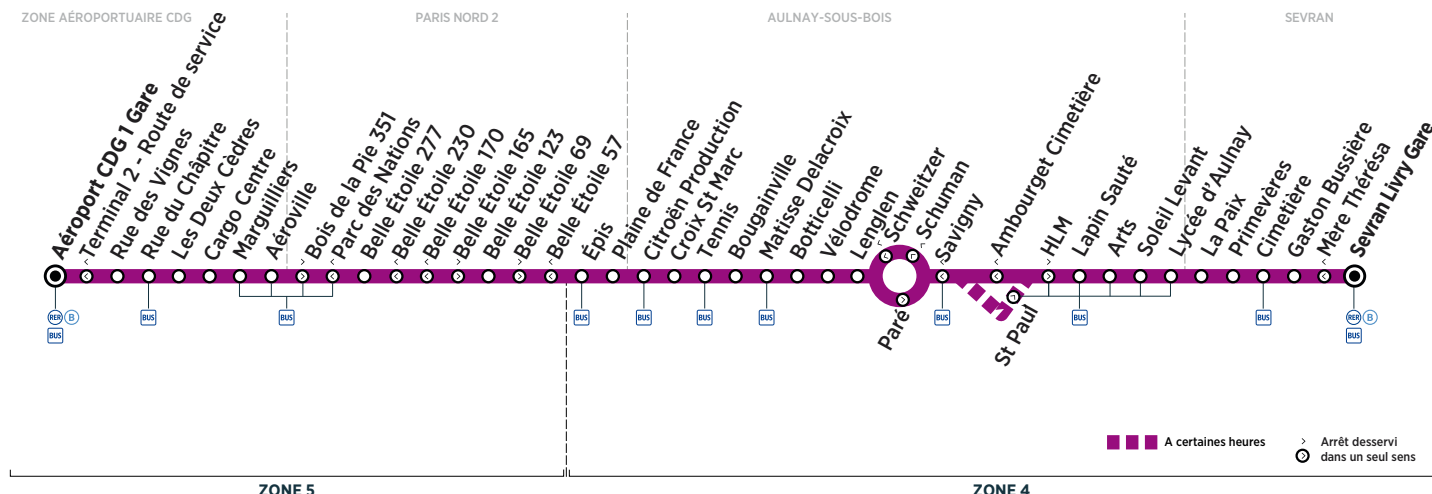 ZONE AÉROPORTUAIRE CDG
PARIS NORD 2
AULNAY-SOUS-BOIS
SEVRAN
Aéroport CDG 1 Gare
Terminal 2 - Route de service
Rue des Vignes
Rue du Châpitre
Les Deux Cèdres
Cargo Centre
Marguilliers
Aéroville
Bois de la Pie 351
Parc des Nations
Belle Étoile 277
Belle Étoile 230
Belle Étoile 170
Belle Étoile 165
Belle Étoile 123
Belle Étoile 69
Belle Étoile 57
Épis
Plaine de France
Citroën Production
Croix St Marc
Tennis
Bougainville
Matisse Delacroix
Botticelli
Vélodrome
Lenglen
Schweitzer
Schuman
Paré
Savigny
Ambourget Cimetière
St Paul
HLM
Lapin Sauté
Arts
Soleil Levant
Lycée d'Aulnay
La Paix
Primevères
Cimetière
Gaston Bussière
Mère Thérésa
Sevran Livry Gare
RER B
BUS
BUS
BUS
BUS
BUS
BUS
BUS
BUS
BUS
BUS
RER B
BUS
A certaines heures
Arrêt desservi
dans un seul sens
ZONE 5
ZONE 4